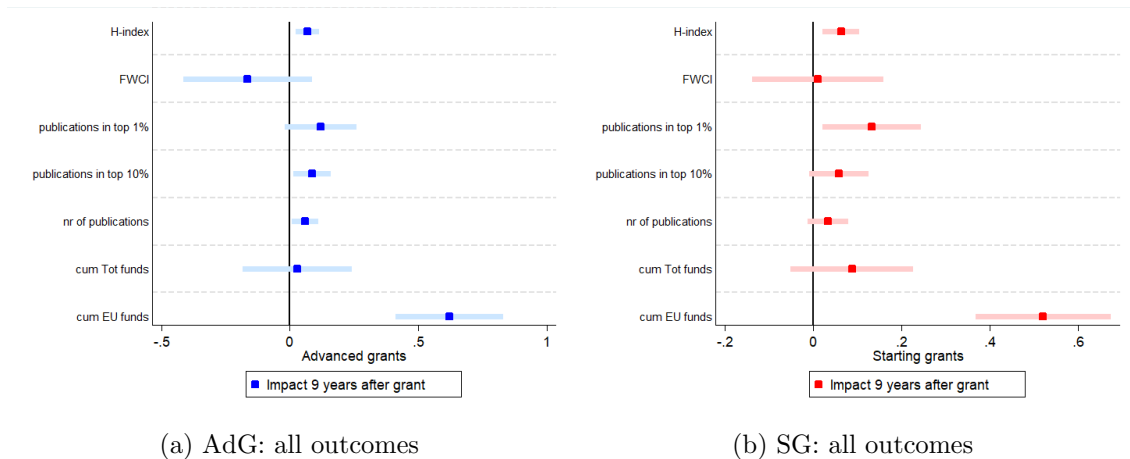 H-index
FWCI
publications in top 1%
publications in top 10%
nr of publications
cum Tot funds
cum EU funds
-.5 0 .5 1
Advanced grants
Impact 9 years after grant
(a) AdG: all outcomes
H-index
FWCI
publications in top 1%
publications in top 10%
nr of publications
cum Tot funds
cum EU funds
-.2 0 .2 .4 .6
Starting grants
Impact 9 years after grant
(b) SG: all outcomes